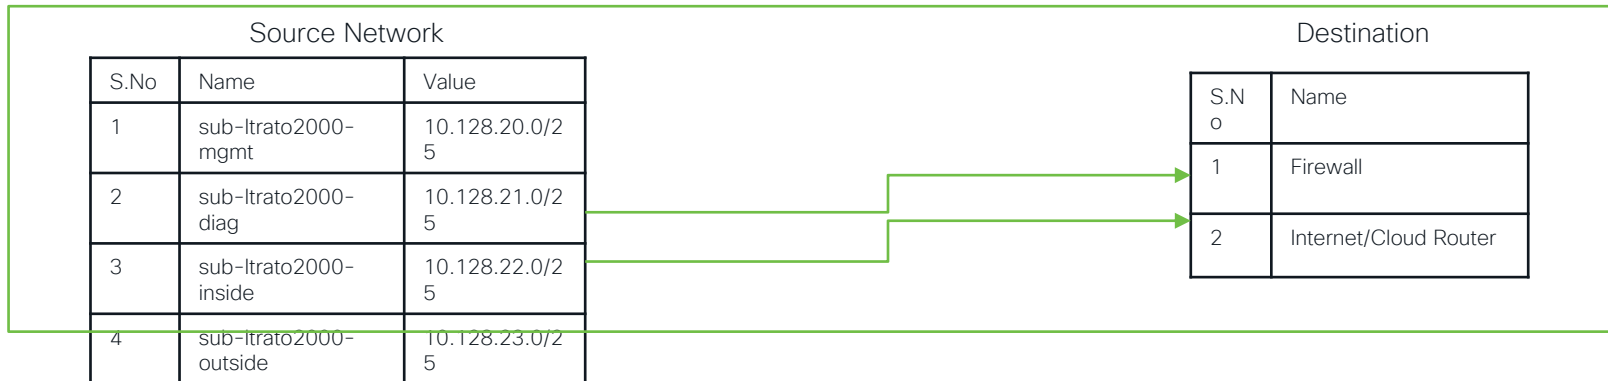 Source Network
Destination
S.No Name Value
1 sub-ltrato2000- 10.128.20.0/2
mgmt 5
2 sub-ltrato2000- 10.128.21.0/2
diag 5
3 sub-ltrato2000- 10.128.22.0/2
inside 5
4 sub-ltrato2000- 10.128.23.0/2
outside 5
S.N Name
o
1 Firewall
2 Internet/Cloud Router